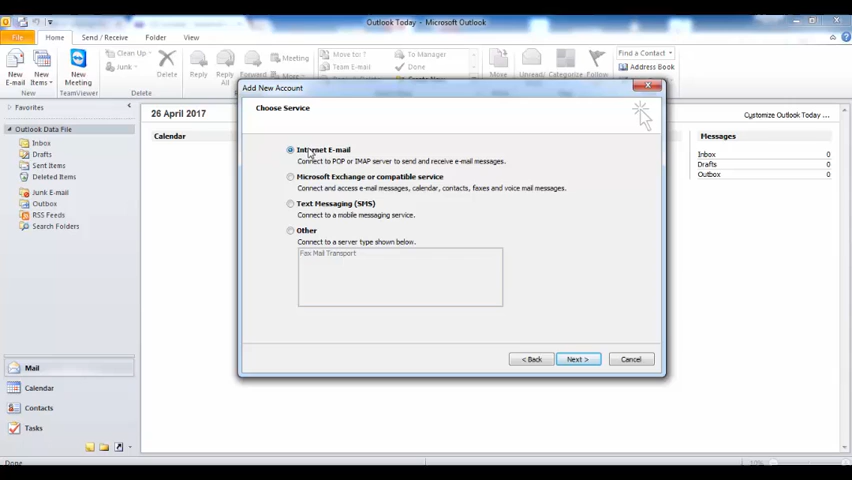 Outlook Today - Microsoft Outlook
File Home Send / Receive Folder View
New E-mail
New Items
New Meeting
Clean Up
Junk
Delete
Reply
Reply All
Forward
Meeting
Move to: ?
Team E-mail
To Manager
Done
Move
Unread/
Categorize
Follow
Find a Contact
Address Book
New
TeamViewer
Delete
Favorites
Outlook Data File
Inbox
Drafts
Sent Items
Deleted Items
Junk E-mail
Outbox
RSS Feeds
Search Folders
Mail
Calendar
Contacts
Tasks
Done
26 April 2017
Customize Outlook Today ...
Calendar
Messages
Inbox 0
Drafts 0
Outbox 0
Add New Account
Choose Service
Internet E-mail
Connect to POP or IMAP server to send and receive e-mail messages.
Microsoft Exchange or compatible service
Connect and access e-mail messages, calendar, contacts, faxes and voice mail messages.
Text Messaging (SMS)
Connect to a mobile messaging service.
Other
Connect to a server type shown below.
Fax Mail Transport
< Back
Next >
Cancel
10%